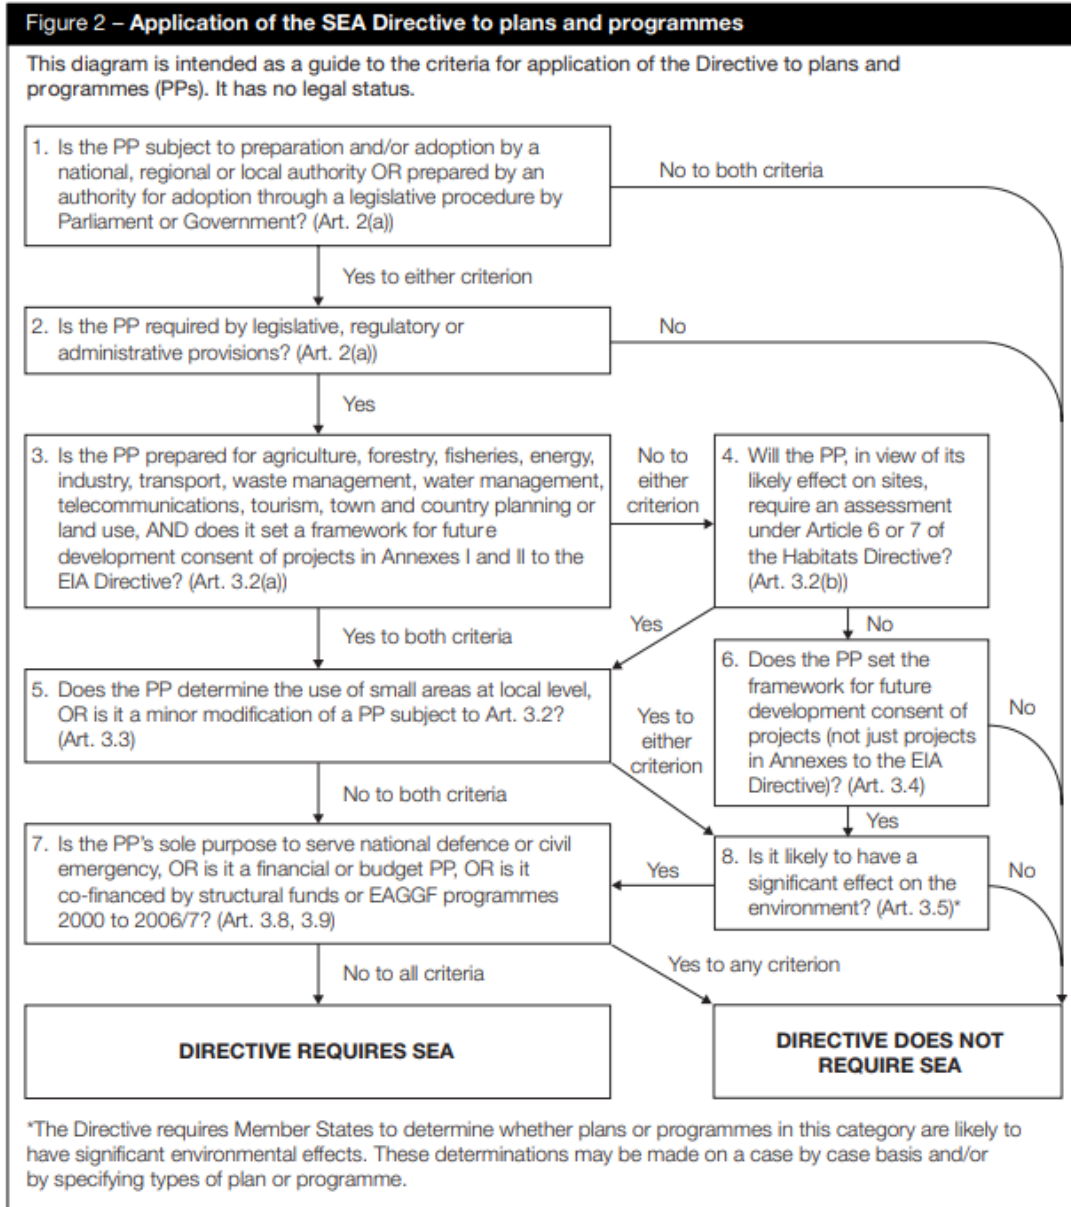 Figure 2 – Application of the SEA Directive to plans and programmes
This diagram is intended as a guide to the criteria for application of the Directive to plans and
programmes (PPs). It has no legal status.
1. Is the PP subject to preparation and/or adoption by a
national, regional or local authority OR prepared by an
authority for adoption through a legislative procedure by
Parliament or Government? (Art. 2(a))
No to both criteria
Yes to either criterion
2. Is the PP required by legislative, regulatory or
administrative provisions? (Art. 2(a))
No
Yes
3. Is the PP prepared for agriculture, forestry, fisheries, energy,
industry, transport, waste management, water management,
telecommunications, tourism, town and country planning or
land use, AND does it set a framework for future
development consent of projects in Annexes I and II to the
EIA Directive? (Art. 3.2(a))
No to
either
criterion
4. Will the PP, in view of its
likely effect on sites,
require an assessment
under Article 6 or 7 of
the Habitats Directive?
(Art. 3.2(b))
Yes to both criteria
Yes
No
5. Does the PP determine the use of small areas at local level,
OR is it a minor modification of a PP subject to Art. 3.2?
(Art. 3.3)
Yes to
either
criterion
6. Does the PP set the
framework for future
development consent of
projects (not just projects
in Annexes to the EIA
Directive)? (Art. 3.4)
No
No to both criteria
Yes
7. Is the PP's sole purpose to serve national defence or civil
emergency, OR is it a financial or budget PP, OR is it
co-financed by structural funds or EAGGF programmes
2000 to 2006/7? (Art. 3.8, 3.9)
Yes
8. Is it likely to have a
significant effect on the
environment? (Art. 3.5)*
No
No to all criteria
Yes to any criterion
DIRECTIVE REQUIRES SEA
DIRECTIVE DOES NOT
REQUIRE SEA
*The Directive requires Member States to determine whether plans or programmes in this category are likely to
have significant environmental effects. These determinations may be made on a case by case basis and/or
by specifying types of plan or programme.